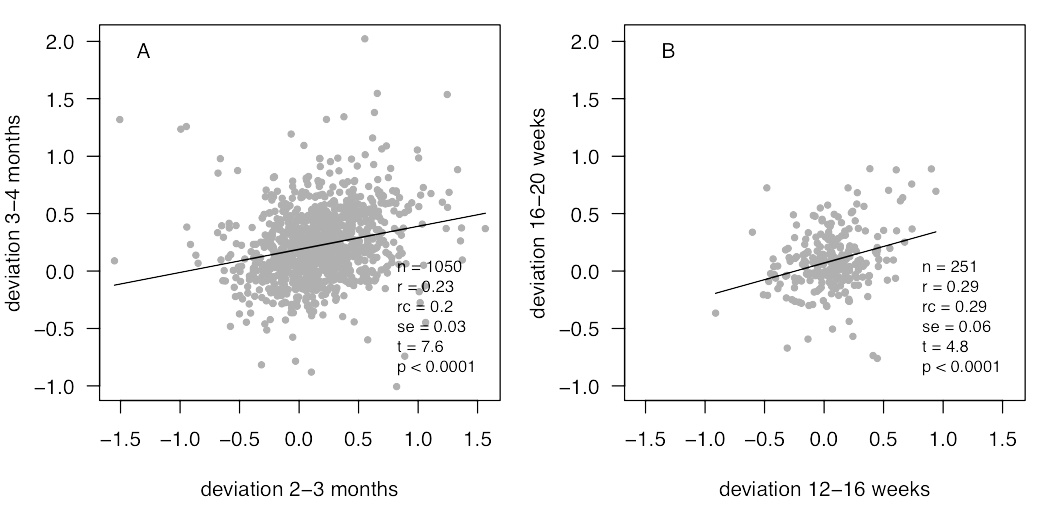 A
deviation 3–4 months
2.0
1.5
1.0
0.5
0.0
−0.5
−1.0
n = 1050
r = 0.23
rc = 0.2
se = 0.03
t = 7.6
p < 0.0001
−1.5 −1.0 −0.5 0.0 0.5 1.0 1.5
deviation 2–3 months
B
deviation 16–20 weeks
2.0
1.5
1.0
0.5
0.0
−0.5
−1.0
n = 251
r = 0.29
rc = 0.29
se = 0.06
t = 4.8
p < 0.0001
−1.5 −1.0 −0.5 0.0 0.5 1.0 1.5
deviation 12–16 weeks